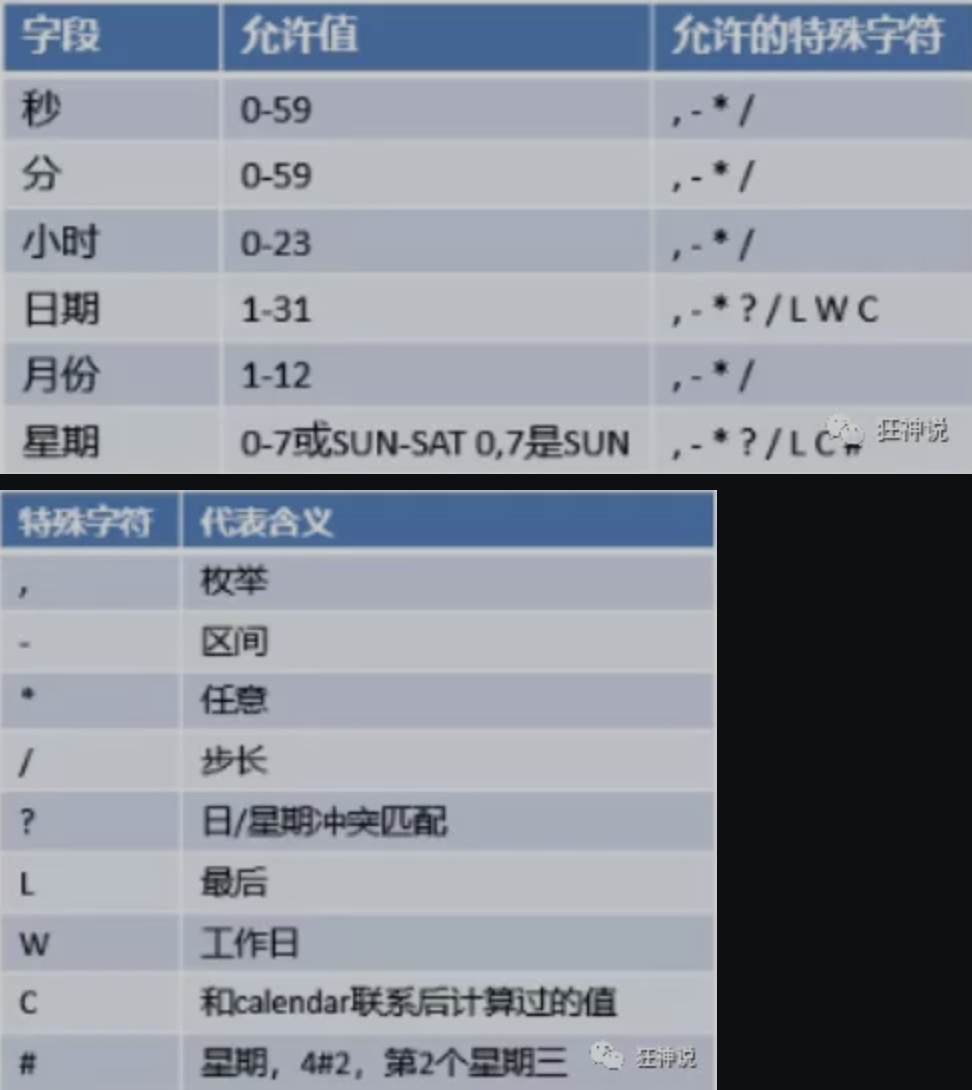 字段 允许值 允许的特殊字符
秒 0-59 , - * /
分 0-59 , - * /
小时 0-23 , - * /
日期 1-31 , - * ? / L W C
月份 1-12 , - * /
星期 0-7或SUN-SAT 0,7是SUN , - * ? / L C #
狂神说
特殊字符 代表含义
, 枚举
- 区间
* 任意
/ 步长
? 日/星期冲突匹配
L 最后
W 工作日
C 和calendar联系后计算过的值
# 星期，4#2，第2个星期三
狂神说